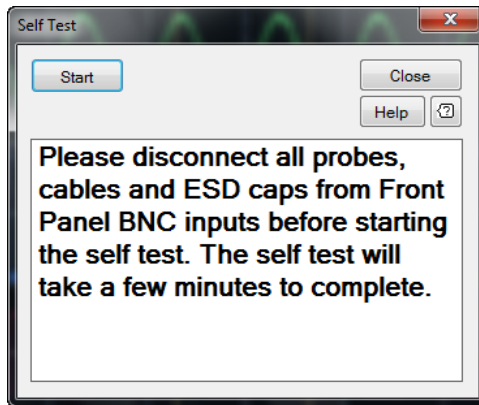 Self Test
Start
Close
Help
Please disconnect all probes,
cables and ESD caps from Front
Panel BNC inputs before starting
the self test. The self test will
take a few minutes to complete.